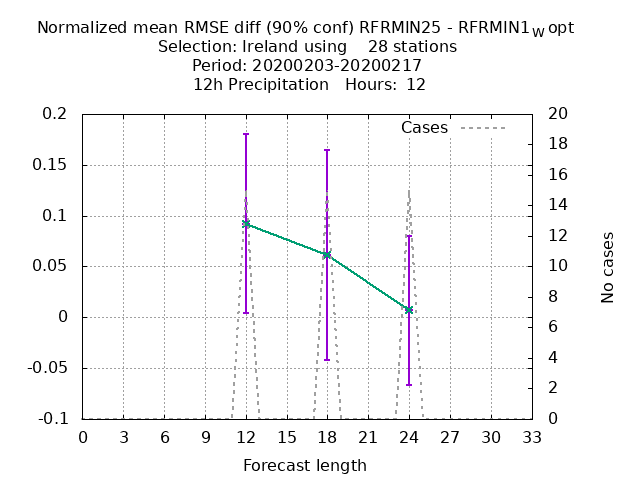 Normalized mean RMSE diff (90% conf) RFRMIN25 - RFRMIN1_W opt
Selection: Ireland using    28 stations
Period: 20200203-20200217
12h Precipitation   Hours:  12
Cases
0.2
0.15
0.1
0.05
0
-0.05
-0.1
20
18
16
14
12
10
8
6
4
2
0
No cases
0 3 6 9 12 15 18 21 24 27 30 33
Forecast length